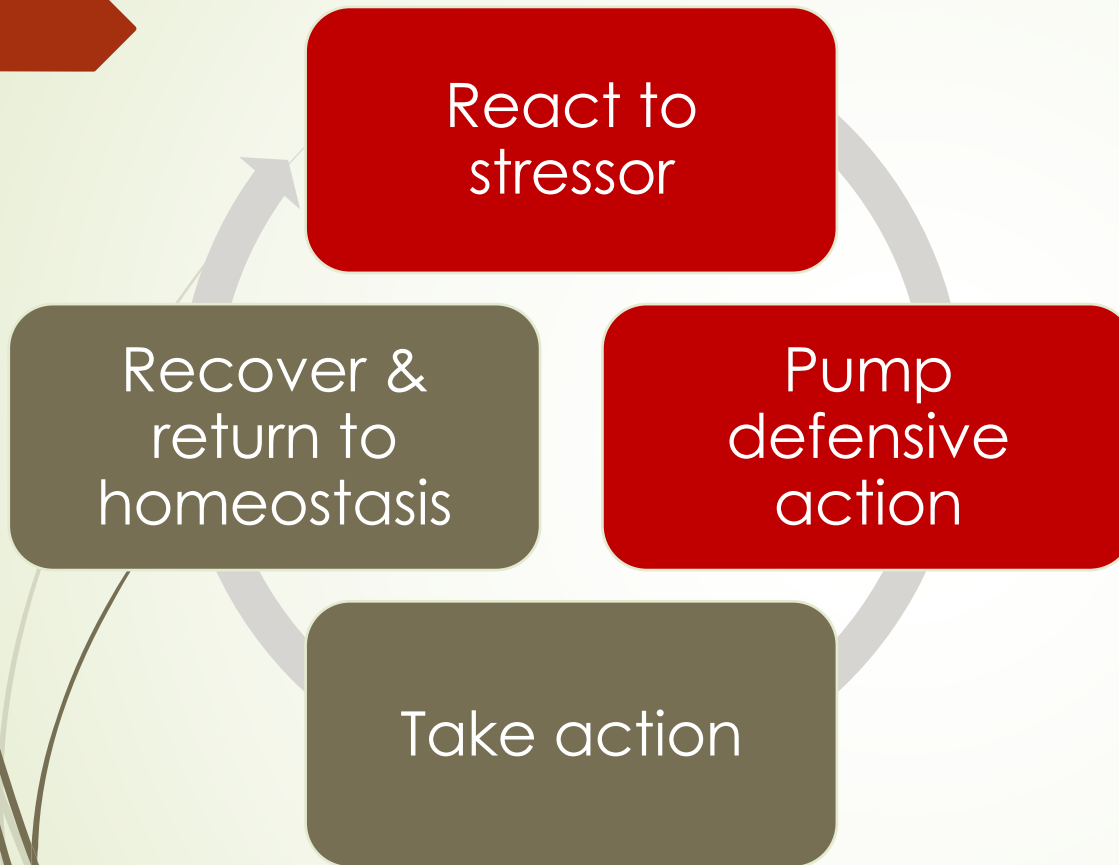 React to
stressor
Pump
defensive
action
Take action
Recover &
return to
homeostasis